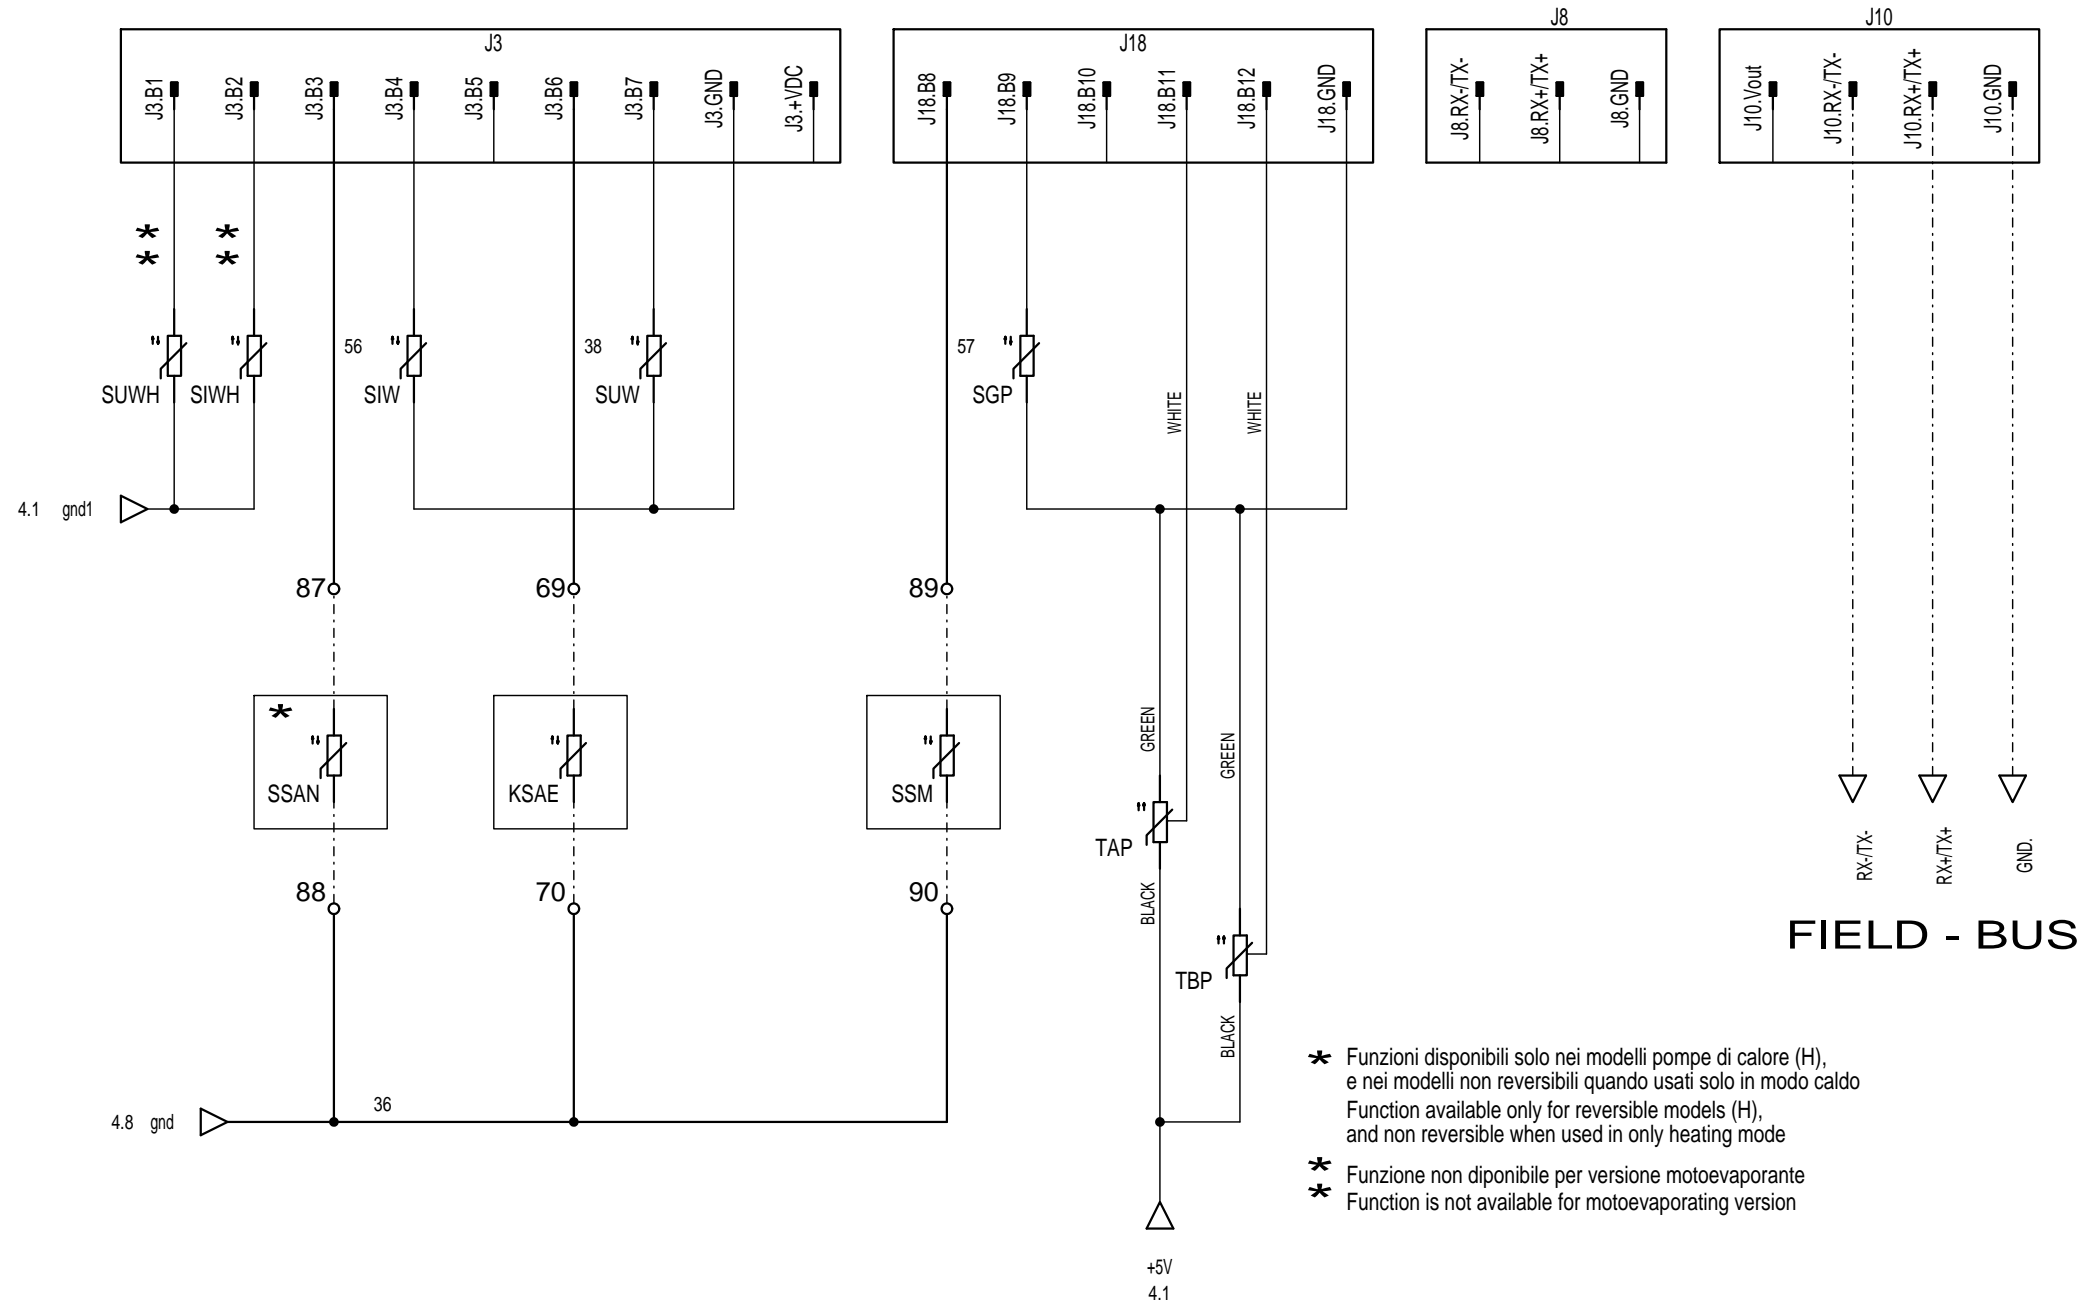 J3
J18
J8
J10
J3.B1
J3.B2
J3.B3
J3.B4
J3.B5
J3.B6
J3.B7
J3.GND
J3.+VDC
J18.B8
J18.B9
J18.B10
J18.B11
J18.B12
J18.GND
J8.RX-/TX-
J8.RX+/TX+
J8.GND
J10.Vout
J10.RX-/TX-
J10.RX+/TX+
J10.GND
**
**
SUWH
SIWH
56
SIW
38
SUW
57
SGP
WHITE
WHITE
4.1 gnd1
87
69
89
*
SSAN
KSAE
SSM
GREEN
GREEN
TAP
BLACK
88
70
90
TBP
BLACK
RX-/TX-
RX+/TX+
GND.
FIELD - BUS
4.8 gnd
36
* Funzioni disponibili solo nei modelli pompe di calore (H),
e nei modelli non reversibili quando usati solo in modo caldo
Function available only for reversible models (H),
and non reversible when used in only heating mode
* Funzione non diponibile per versione motoevaporante
* Function is not available for motoevaporating version
+5V
4.1